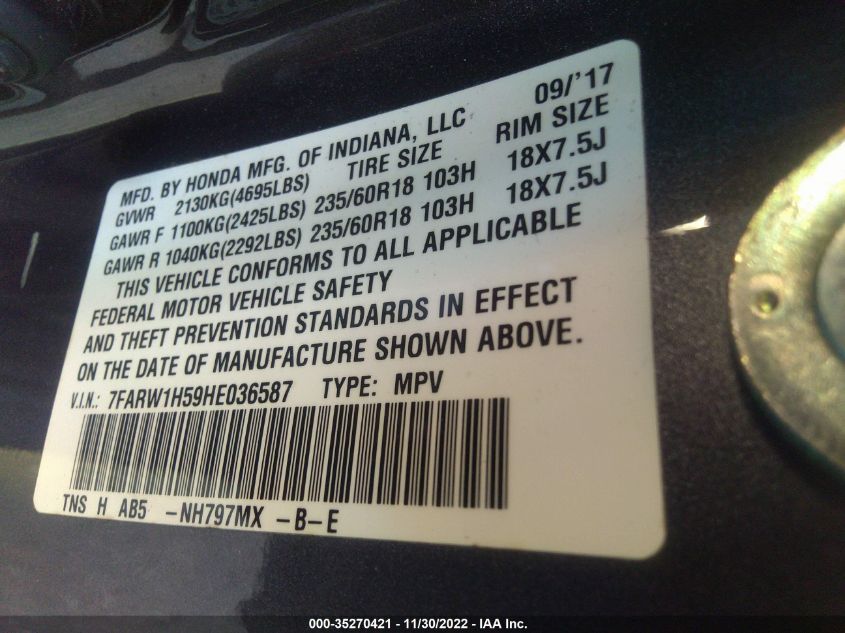 MFD. BY HONDA MFG. OF INDIANA, LLC 09/'17
GVWR 2130KG(4695LBS) TIRE SIZE RIM SIZE
GAWR F 1100KG(2425LBS) 235/60R18 103H 18X7.5J
GAWR R 1040KG(2292LBS) 235/60R18 103H 18X7.5J
THIS VEHICLE CONFORMS TO ALL APPLICABLE
FEDERAL MOTOR VEHICLE SAFETY
AND THEFT PREVENTION STANDARDS IN EFFECT
ON THE DATE OF MANUFACTURE SHOWN ABOVE.
V.I.N.: 7FARW1H59HE036587 TYPE: MPV
TNS H AB5 -NH797MX -B-E
000-35270421 - 11/30/2022 - IAA Inc.